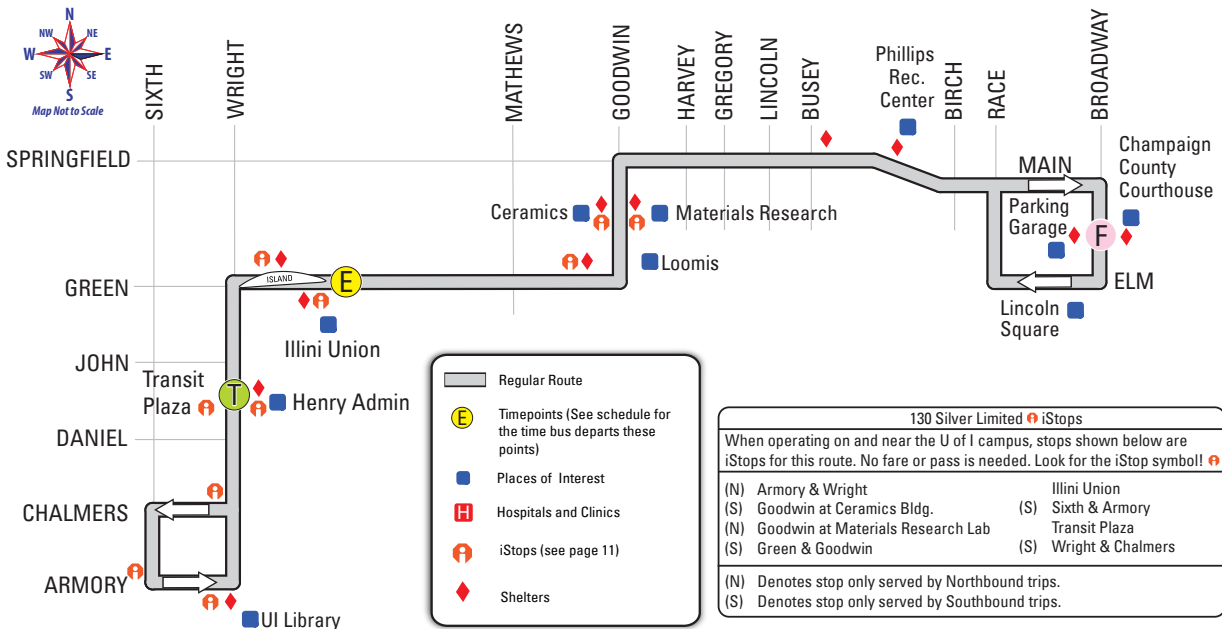 N
NW
NE
W
E
SW
SE
S
Map Not to Scale
SIXTH
WRIGHT
MATHEWS
GOODWIN
HARVEY
GREGORY
LINCOLN
BUSEY
Phillips
Rec.
Center
BIRCH
RACE
BROADWAY
SPRINGFIELD
MAIN
Champaign
County
Courthouse
Ceramics
Materials Research
Parking
Garage
F
Loomis
ISLAND
E
GREEN
ELM
Lincoln
Square
Illini Union
JOHN
Transit
Plaza
T
Henry Admin
DANIEL
CHALMERS
ARMORY
UI Library
Regular Route
E
Timepoints (See schedule for
the time bus departs these
points)
Places of Interest
H
Hospitals and Clinics
iStops (see page 11)
Shelters
130 Silver Limited iStops
When operating on and near the U of I campus, stops shown below are
iStops for this route. No fare or pass is needed. Look for the iStop symbol!
(N) Armory & Wright
(S) Goodwin at Ceramics Bldg.
(N) Goodwin at Materials Research Lab
(S) Green & Goodwin
Illini Union
(S) Sixth & Armory
Transit Plaza
(S) Wright & Chalmers
(N) Denotes stop only served by Northbound trips.
(S) Denotes stop only served by Southbound trips.